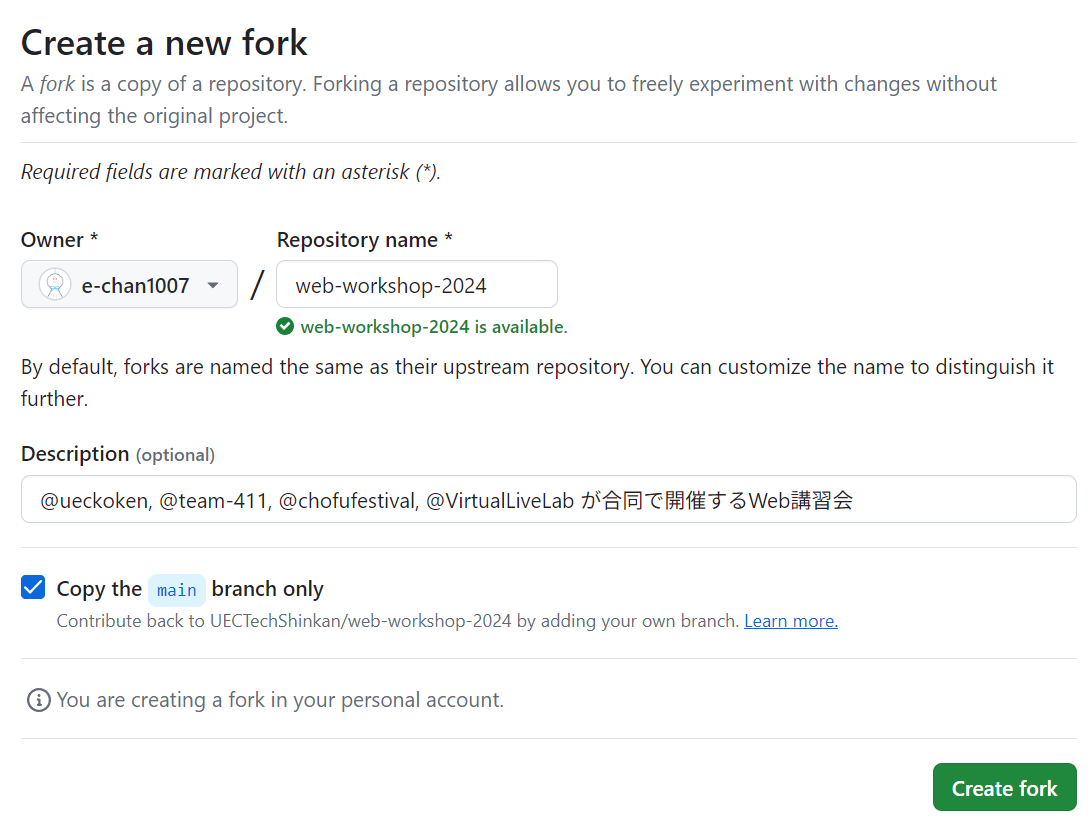 Create a new fork
A fork is a copy of a repository. Forking a repository allows you to freely experiment with changes without
affecting the original project.
Required fields are marked with an asterisk (*).
Owner *
Repository name *
e-chan1007
/
web-workshop-2024
web-workshop-2024 is available.
By default, forks are named the same as their upstream repository. You can customize the name to distinguish it
further.
Description (optional)
@ueckoken, @team-411, @chofufestival, @VirtualLiveLab が合同で開催するWeb講習会
Copy the main branch only
Contribute back to UECTechShinkan/web-workshop-2024 by adding your own branch. Learn more.
You are creating a fork in your personal account.
Create fork